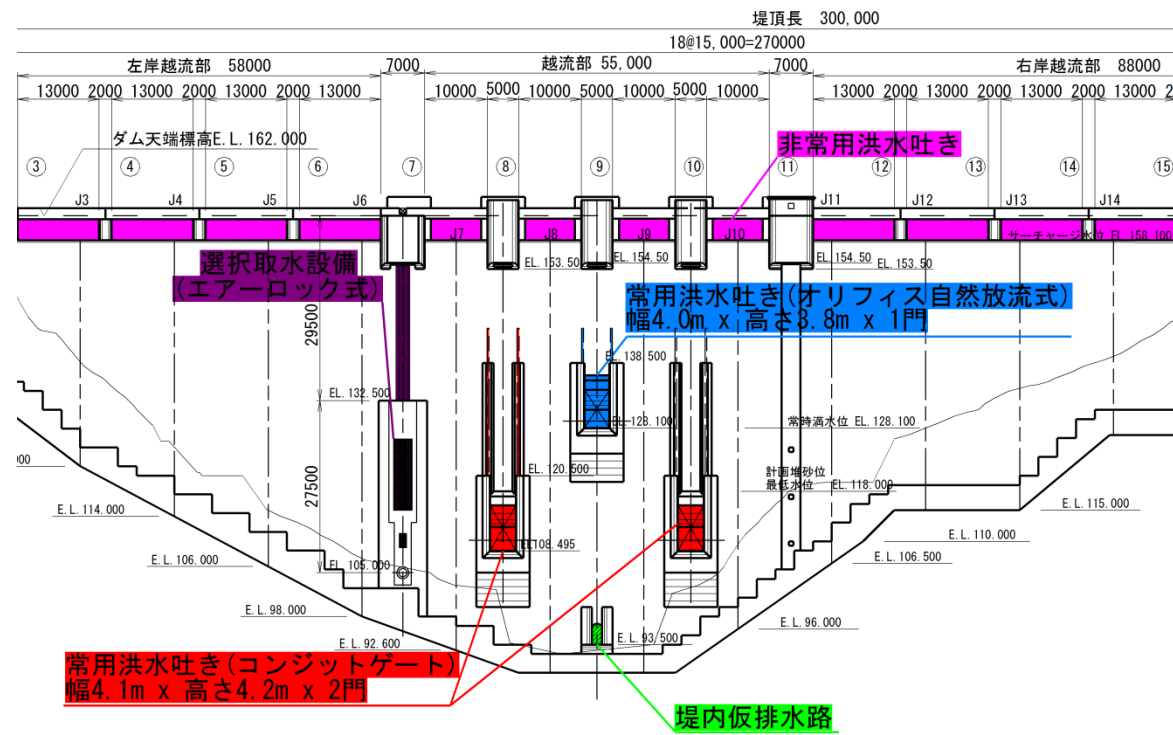 堤頂長 300,000
18@15,000=270000
左岸越流部 58000
7000
越流部 55,000
7000
右岸越流部 88000
13000 2000 13000 2000 13000 2000 13000
10000 5000 10000 5000 10000 5000 10000
13000 2000 13000 2000 13000 2000 13000 2
ダム天端標高E.L.162.000
非常用洪水吐き
③ ④ ⑤ ⑥ ⑦ ⑧ ⑨ ⑩ ⑪ ⑫ ⑬ ⑭ ⑮
J3 J4 J5 J6 J11 J12 J13 J14
J7 J8 J9 J10
サーチャージ水位 EL.158.100
選択取水設備
(エアーロック式)
EL.153.50 EL.154.50 EL.154.50 EL.153.50
常用洪水吐き(オリフィス自然放流式)
幅4.0m x 高さ3.8m x 1門
29500
EL.138.500
EL.132.500
EL.128.100
常時満水位 EL.128.100
27500
EL.120.500
計画堆砂位
最低水位 EL.118.000
00
E.L.114.000
E.L.115.000
EL108.495
E.L.110.000
E.L.106.000
E.L.106.500
EL.105.000
E.L.98.000
E.L.96.000
E.L.93.500
E.L.92.600
常用洪水吐き(コンジットゲート)
幅4.1m x 高さ4.2m x 2門
堤内仮排水路